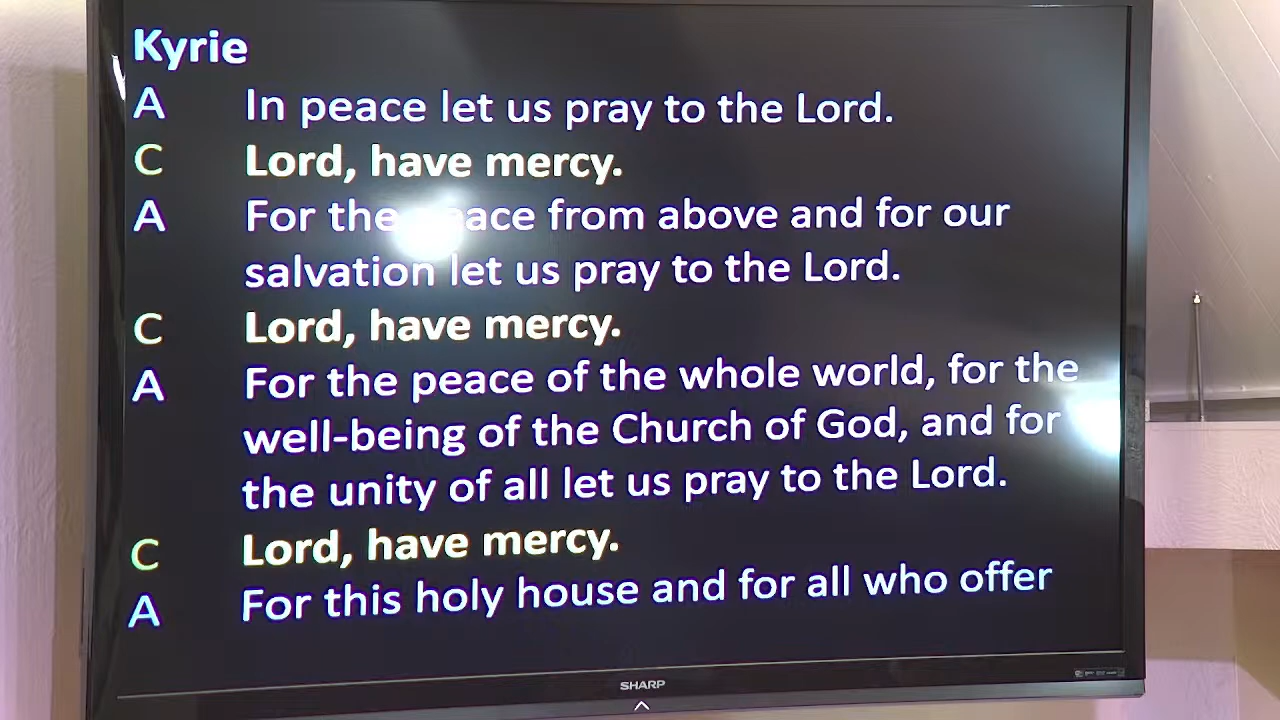 Kyrie
A In peace let us pray to the Lord.
C Lord, have mercy.
A For the peace from above and for our
salvation let us pray to the Lord.
C Lord, have mercy.
A For the peace of the whole world, for the
well-being of the Church of God, and for
the unity of all let us pray to the Lord.
C Lord, have mercy.
A For this holy house and for all who offer
SHARP